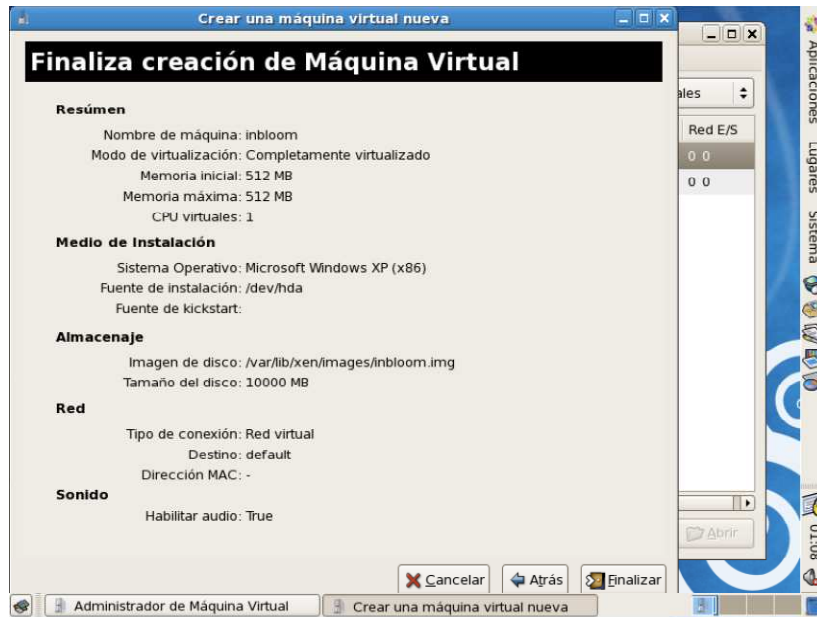 Crear una máquina virtual nueva
Finaliza creación de Máquina Virtual
Resúmen
Nombre de máquina: inbloom
Modo de virtualización: Completamente virtualizado
Memoria inicial: 512 MB
Memoria máxima: 512 MB
CPU virtuales: 1
Medio de Instalación
Sistema Operativo: Microsoft Windows XP (x86)
Fuente de instalación: /dev/hda
Fuente de kickstart:
Almacenaje
Imagen de disco: /var/lib/xen/images/inbloom.img
Tamaño del disco: 10000 MB
Red
Tipo de conexión: Red virtual
Destino: default
Dirección MAC: -
Sonido
Habilitar audio: True
Cancelar
Atrás
Finalizar
ales
Red E/S
0 0
0 0
Abrir
Aplicaciones
Lugares
Sistema
01:08
Administrador de Máquina Virtual
Crear una máquina virtual nueva